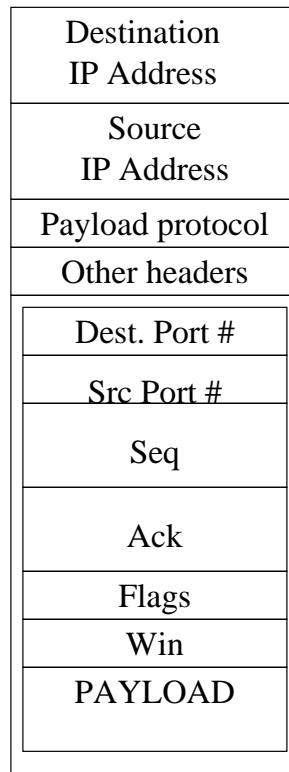 Destination
IP Address
Source
IP Address
Payload protocol
Other headers
Dest. Port #
Src Port #
Seq
Ack
Flags
Win
PAYLOAD